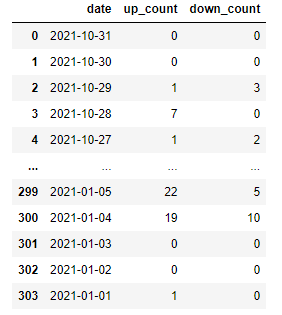 date up_count down_count
0 2021-10-31 0 0
1 2021-10-30 0 0
2 2021-10-29 1 3
3 2021-10-28 7 0
4 2021-10-27 1 2
... ... ... ...
299 2021-01-05 22 5
300 2021-01-04 19 10
301 2021-01-03 0 0
302 2021-01-02 0 0
303 2021-01-01 1 0